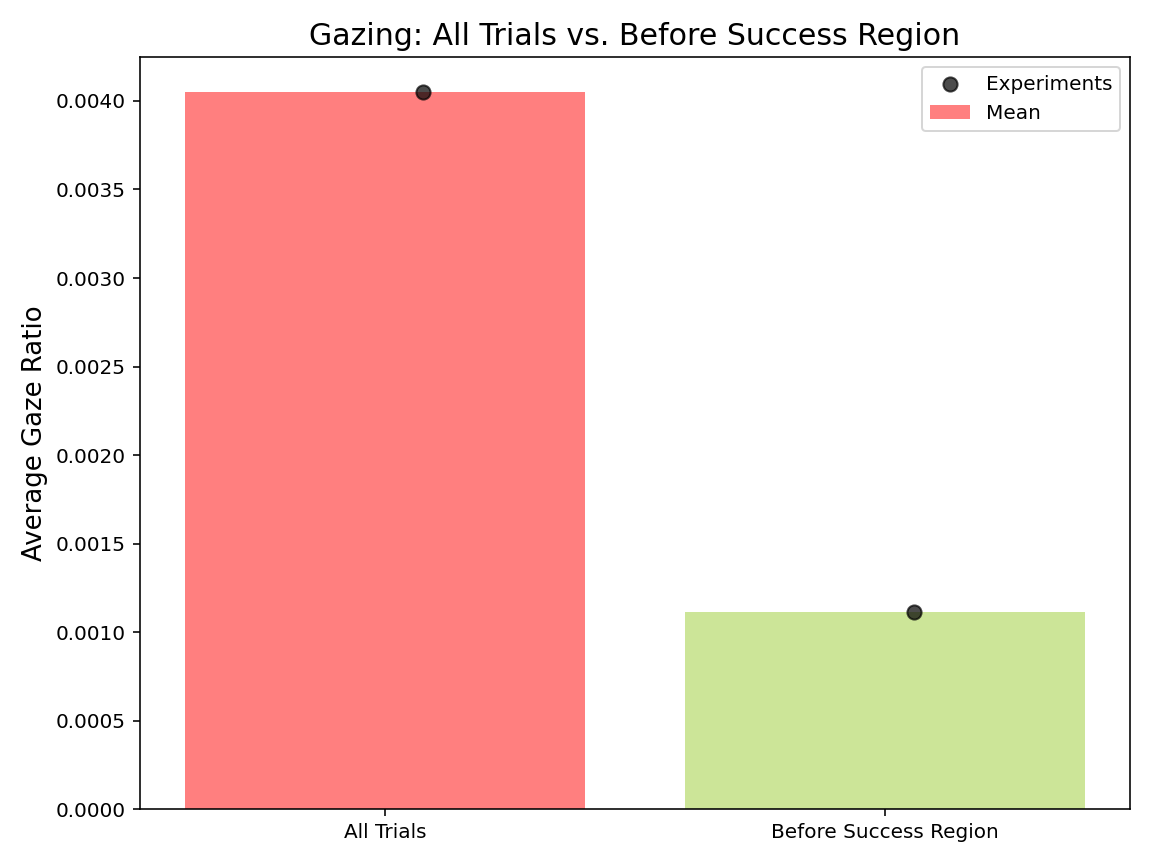 Gazing: All Trials vs. Before Success Region
Experiments
Mean
Average Gaze Ratio
0.0040
0.0035
0.0030
0.0025
0.0020
0.0015
0.0010
0.0005
0.0000
All Trials
Before Success Region